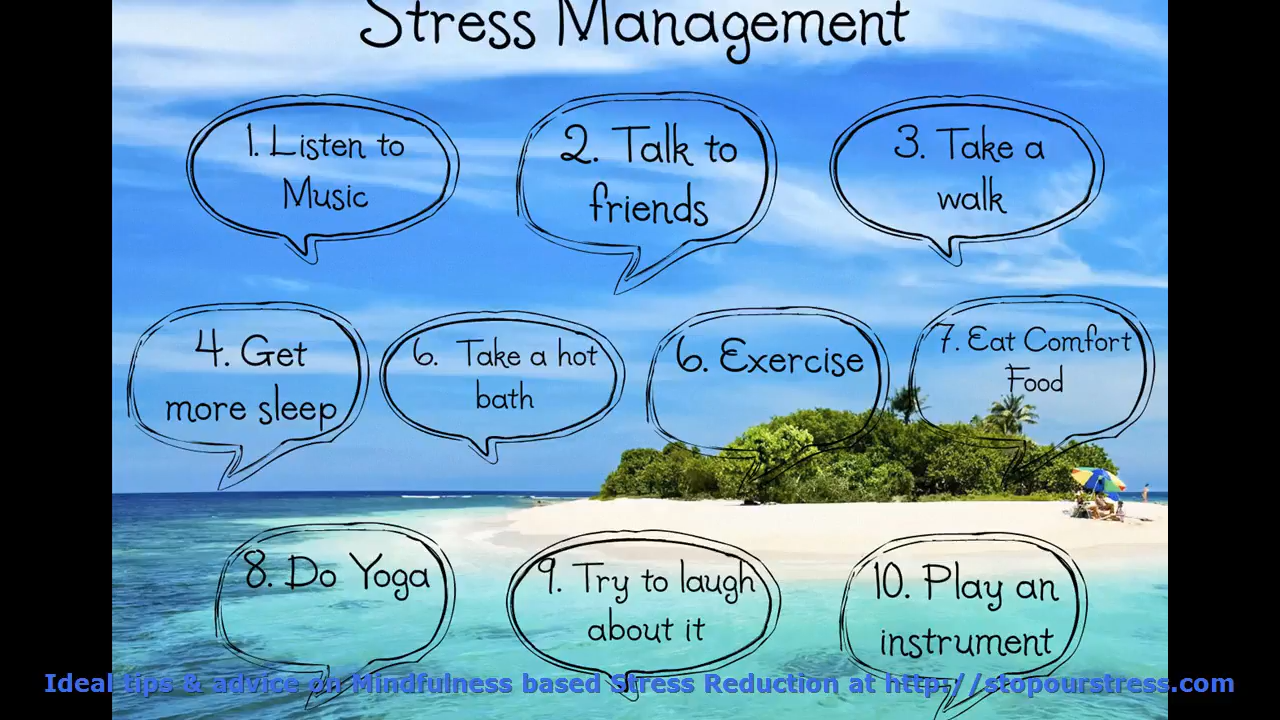 Stress Management
1. Listen to
Music
2. Talk to
friends
3. Take a
walk
4. Get
more sleep
6. Take a hot
bath
6. Exercise
7. Eat Comfort
Food
8. Do Yoga
9. Try to laugh
about it
10. Play an
instrument
Ideal tips & advice on Mindfulness based Stress Reduction at http://stopourstress.com